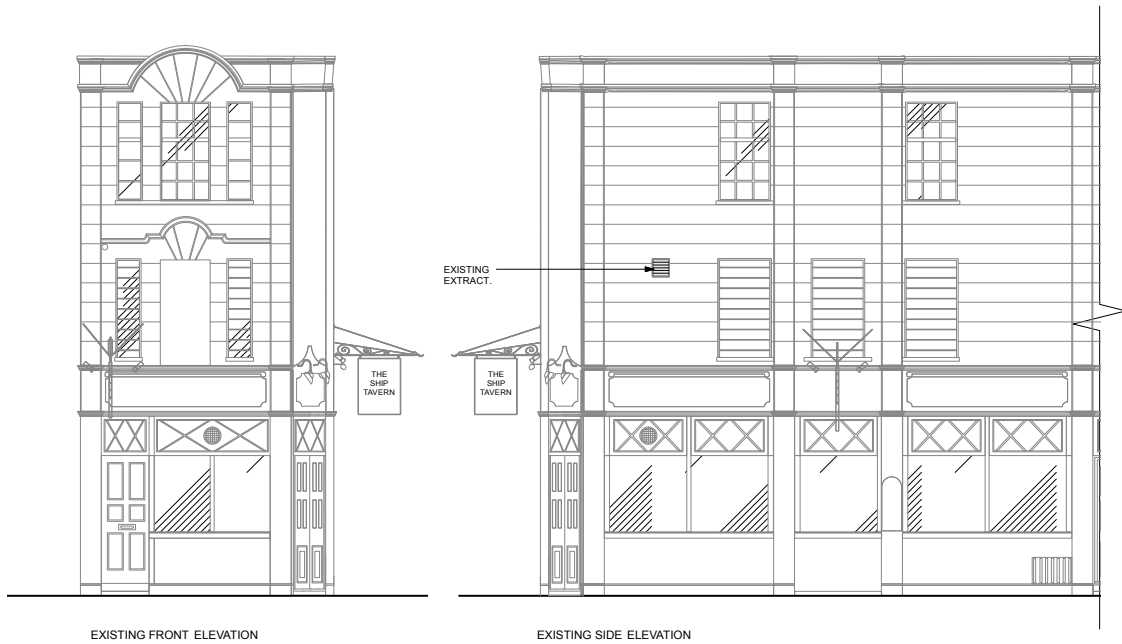 EXISTING
EXTRACT.
THE
SHIP
TAVERN
THE
SHIP
TAVERN
EXISTING FRONT ELEVATION
EXISTING SIDE ELEVATION